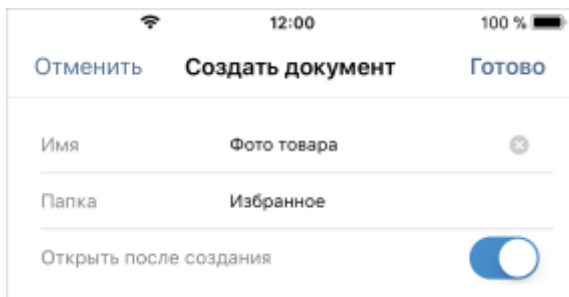 12:00 100 %
Отменить Создать документ Готово
Имя Фото товара
Папка Избранное
Открыть после создания